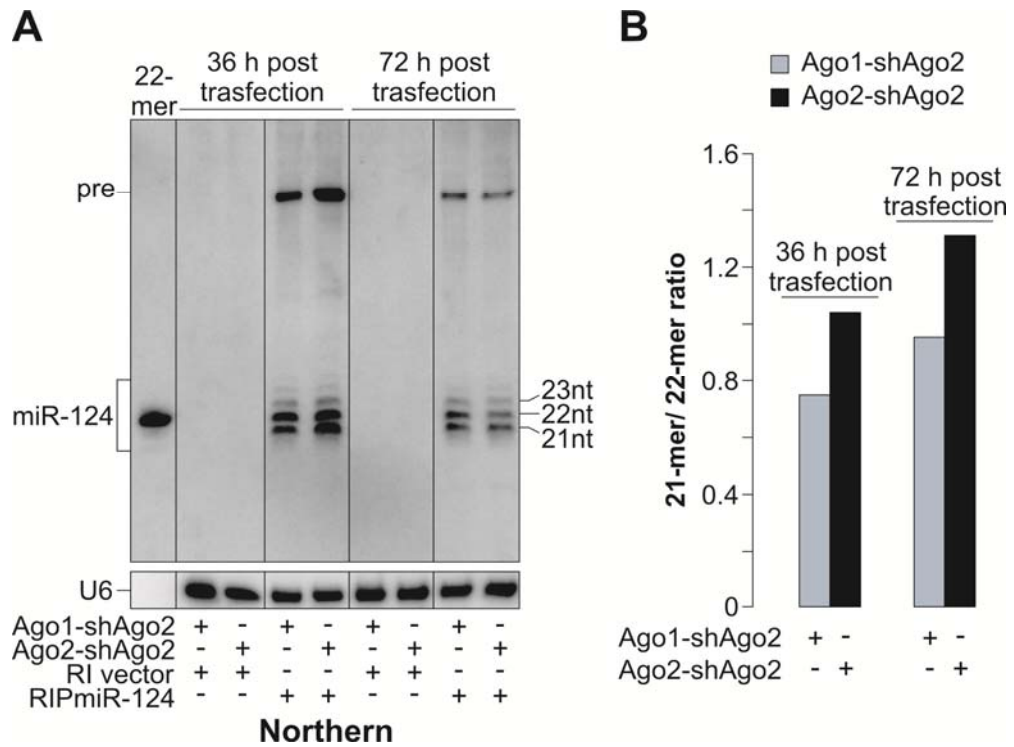 A
22-
mer
36 h post
trasfection
72 h post
trasfection
pre
miR-124
23nt
22nt
21nt
U6
Ago1-shAgo2 + - + - + - + -
Ago2-shAgo2 - + - + - + - +
RI vector + + - - + + - -
RIPmiR-124 - - + + - - + +
Northern
B
Ago1-shAgo2
Ago2-shAgo2
21-mer/ 22-mer ratio
1.6
1.2
0.8
0.4
0
36 h post
trasfection
72 h post
trasfection
Ago1-shAgo2 + - + -
Ago2-shAgo2 - + - +